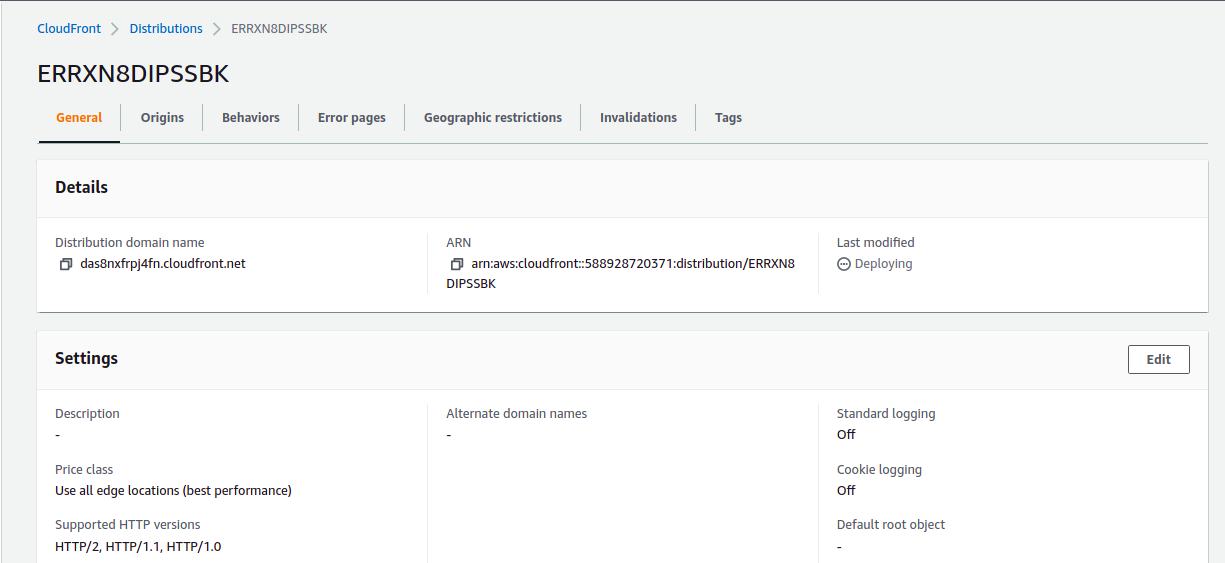 CloudFront > Distributions > ERRXN8DIPSSBK
ERRXN8DIPSSBK
General
Origins
Behaviors
Error pages
Geographic restrictions
Invalidations
Tags
Details
Distribution domain name
das8nxfrpj4fn.cloudfront.net
ARN
arn:aws:cloudfront::588928720371:distribution/ERRXN8
DIPSSBK
Last modified
Deploying
Settings
Edit
Description
-
Price class
Use all edge locations (best performance)
Supported HTTP versions
HTTP/2, HTTP/1.1, HTTP/1.0
Alternate domain names
-
Standard logging
Off
Cookie logging
Off
Default root object
-